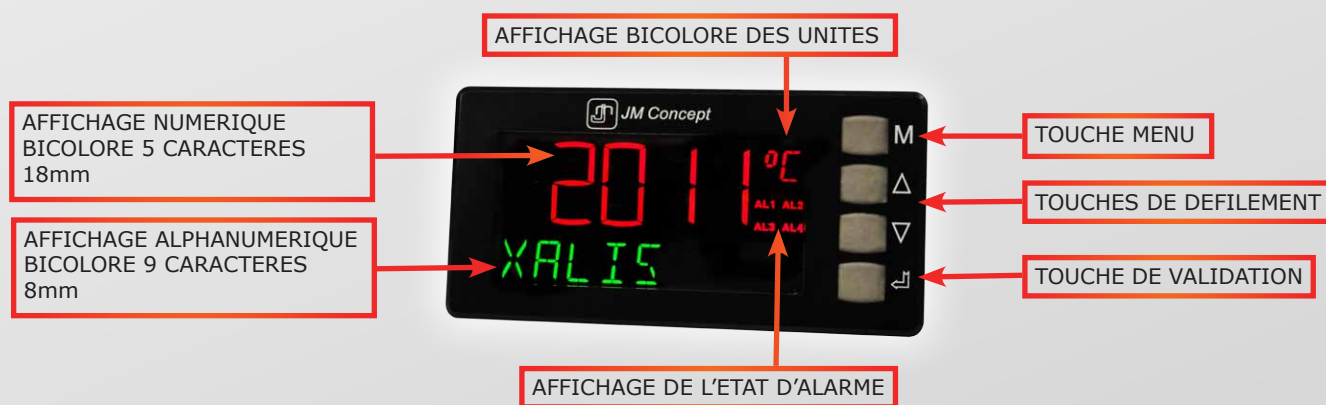 AFFICHAGE BICOLORE DES UNITES
JM Concept
AFFICHAGE NUMERIQUE
BICOLORE 5 CARACTERES
18mm
2011 °C
AL1 AL2
AL3 AL4
XALIS
M
TOUCHE MENU
TOUCHES DE DEFILEMENT
AFFICHAGE ALPHANUMERIQUE
BICOLORE 9 CARACTERES
8mm
TOUCHE DE VALIDATION
AFFICHAGE DE L'ETAT D'ALARME